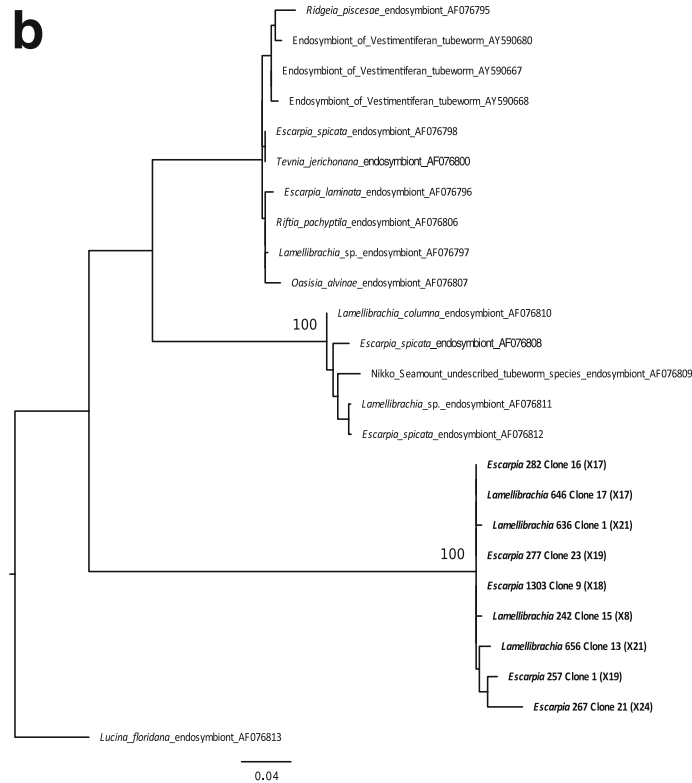 b
Ridgeia_piscesae_endosymbiont_AF076795
Endosymbiont_of_Vestimentiferan_tubeworm_AY590680
Endosymbiont_of_Vestimentiferan_tubeworm_AY590667
Endosymbiont_of_Vestimentiferan_tubeworm_AY590668
Escarpia_spicata_endosymbiont_AF076798
Tevnia_jerichonana_endosymbiont_AF076800
Escarpia_laminata_endosymbiont_AF076796
Riftia_pachyptila_endosymbiont_AF076806
Lamellibrachia_sp._endosymbiont_AF076797
Oasisia_alvinae_endosymbiont_AF076807
Lamellibrachia_columna_endosymbiont_AF076810
100
Escarpia_spicata_endosymbiont_AF076808
Nikko_Seamount_undescribed_tubeworm_species_endosymbiont_AF076809
Lamellibrachia_sp._endosymbiont_AF076811
Escarpia_spicata_endosymbiont_AF076812
Escarpia 282 Clone 16 (X17)
Lamellibrachia 646 Clone 17 (X17)
Lamellibrachia 636 Clone 1 (X21)
100
Escarpia 277 Clone 23 (X19)
Escarpia 1303 Clone 9 (X18)
Lamellibrachia 242 Clone 15 (X8)
Lamellibrachia 656 Clone 13 (X21)
Escarpia 257 Clone 1 (X19)
Escarpia 267 Clone 21 (X24)
Lucina_floridana_endosymbiont_AF076813
0.04